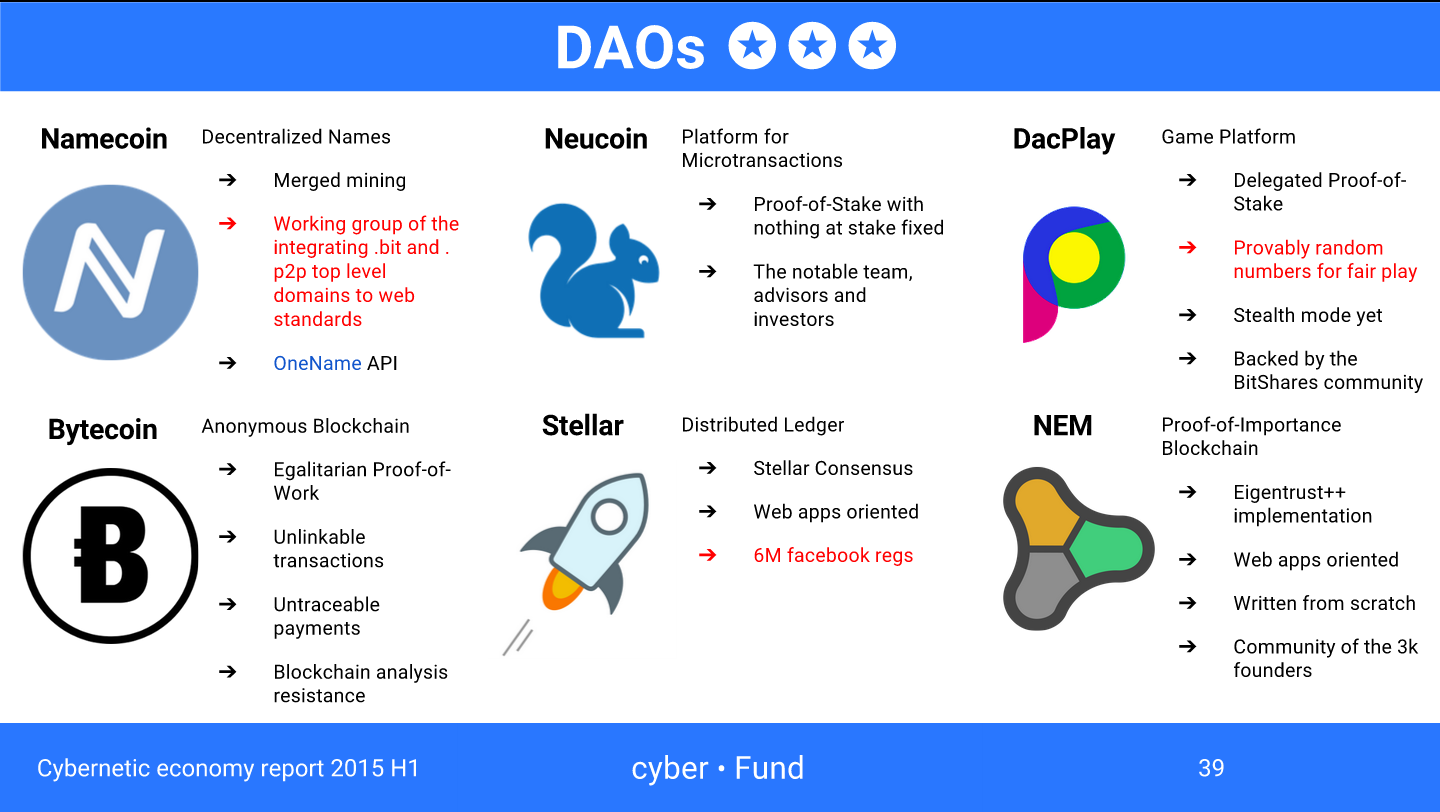 DAOs
Namecoin
Decentralized Names
➔ Merged mining
➔ Working group of the
integrating .bit and .
p2p top level
domains to web
standards
➔ OneName API
Neucoin
Platform for
Microtransactions
➔ Proof-of-Stake with
nothing at stake fixed
➔ The notable team,
advisors and
investors
DacPlay
Game Platform
➔ Delegated Proof-of-
Stake
➔ Provably random
numbers for fair play
➔ Stealth mode yet
➔ Backed by the
BitShares community
Bytecoin
Anonymous Blockchain
➔ Egalitarian Proof-of-
Work
➔ Unlinkable
transactions
➔ Untraceable
payments
➔ Blockchain analysis
resistance
Stellar
Distributed Ledger
➔ Stellar Consensus
➔ Web apps oriented
➔ 6M facebook regs
NEM
Proof-of-Importance
Blockchain
➔ Eigentrust++
implementation
➔ Web apps oriented
➔ Written from scratch
➔ Community of the 3k
founders
Cybernetic economy report 2015 H1
cyber • Fund
39